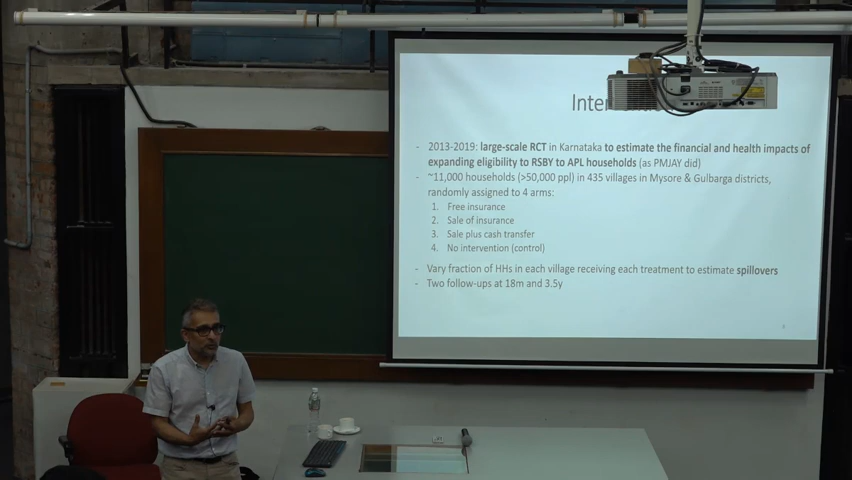 - 2013-2019: large-scale RCT in Karnataka to estimate the financial and health impacts of
expanding eligibility to RSBY to APL households (as PMJAY did)
- ~11,000 households (>50,000 ppl) in 435 villages in Mysore & Gulbarga districts,
randomly assigned to 4 arms:
1. Free insurance
2. Sale of insurance
3. Sale plus cash transfer
4. No intervention (control)
- Vary fraction of HHs in each village receiving each treatment to estimate spillovers
- Two follow-ups at 18m and 3.5y